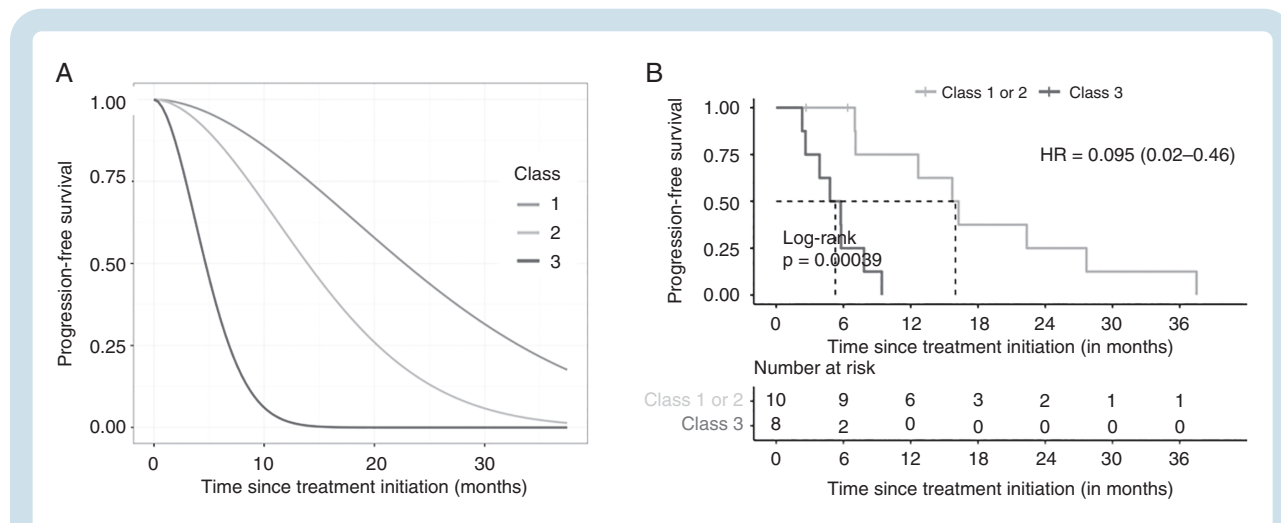 A
Progression-free survival
1.00
0.75
0.50
0.25
0.00
0 10 20 30
Time since treatment initiation (months)
Class
1
2
3
B
Class 1 or 2 Class 3
Progression-free survival
1.00
0.75
0.50
0.25
0.00
HR = 0.095 (0.02–0.46)
Log-rank
p = 0.00039
0 6 12 18 24 30 36
Time since treatment initiation (in months)
Number at risk
Class 1 or 2 10 9 6 3 2 1 1
Class 3 8 2 0 0 0 0 0
0 6 12 18 24 30 36
Time since treatment initiation (in months)